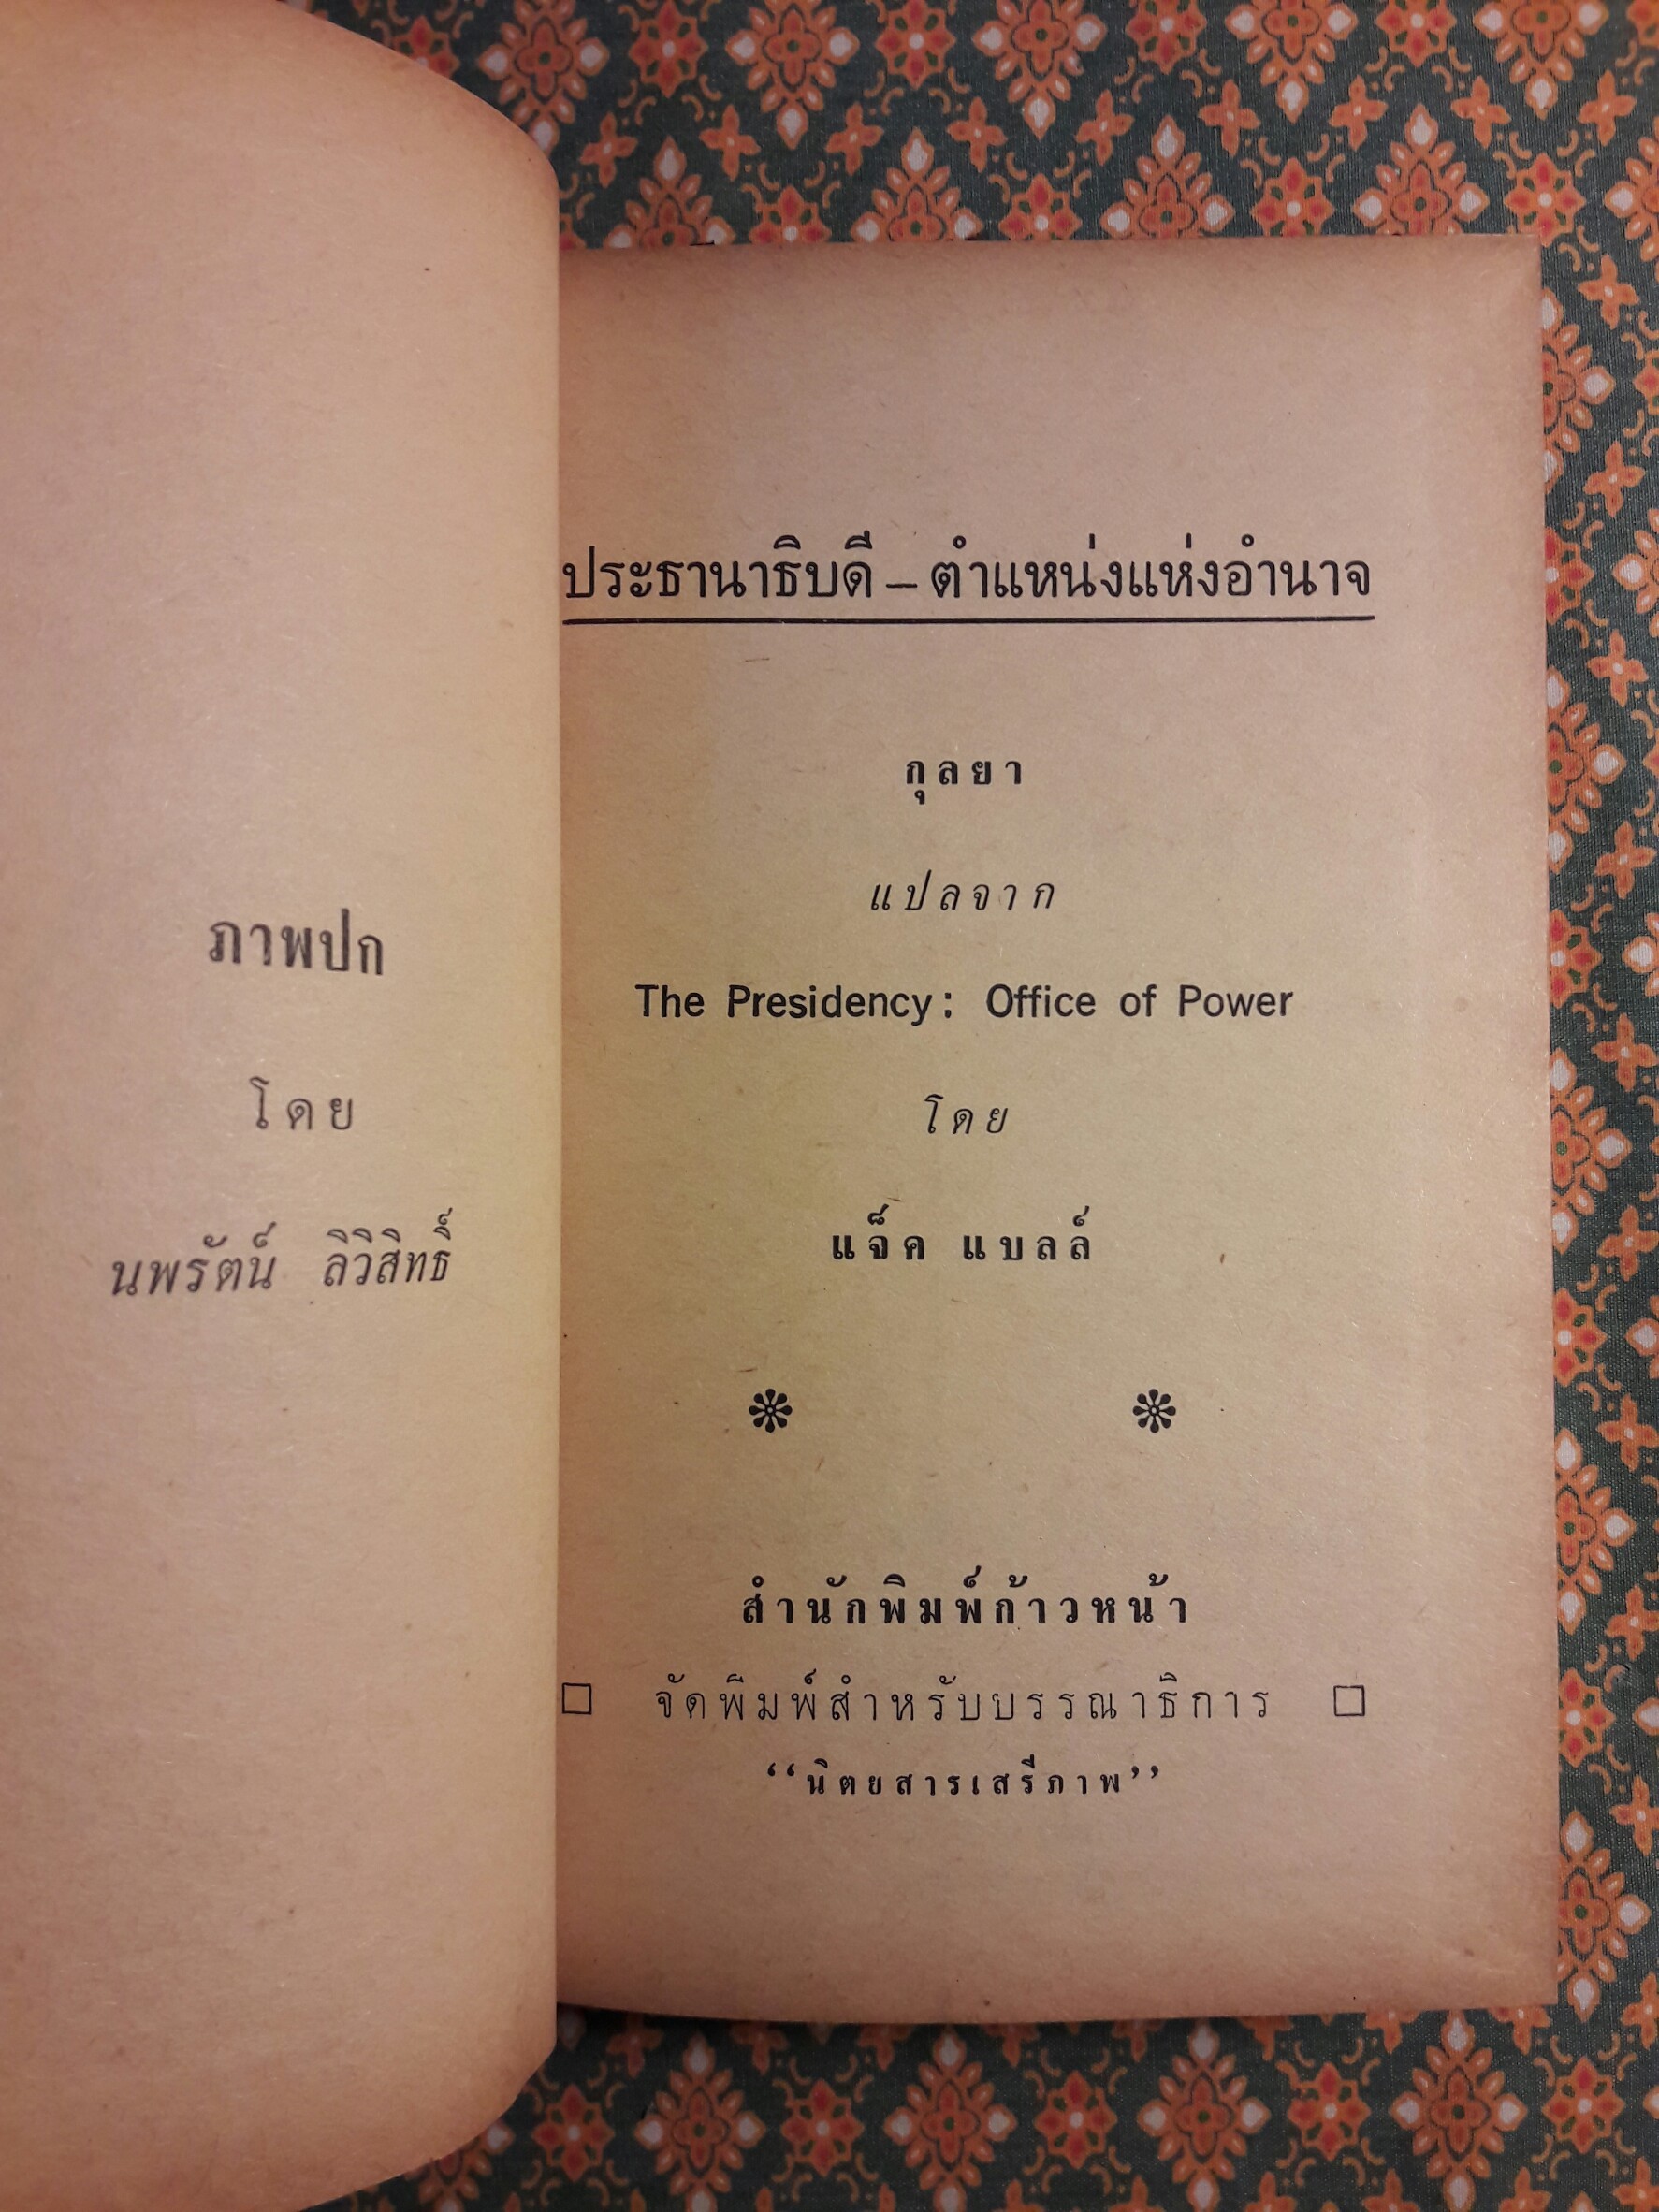 ภาพปก
โดย
นพรัตน์ ลิวิสิทธิ์
ประธานาธิบดี – ตำแหน่งแห่งอำนาจ
กุลยา
แปลจาก
The Presidency: Office of Power
โดย
แจ็ค แบลล์
สำนักพิมพ์ก้าวหน้า
จัดพิมพ์สำหรับบรรณาธิการ
‘‘นิตยสารเสรีภาพ’’